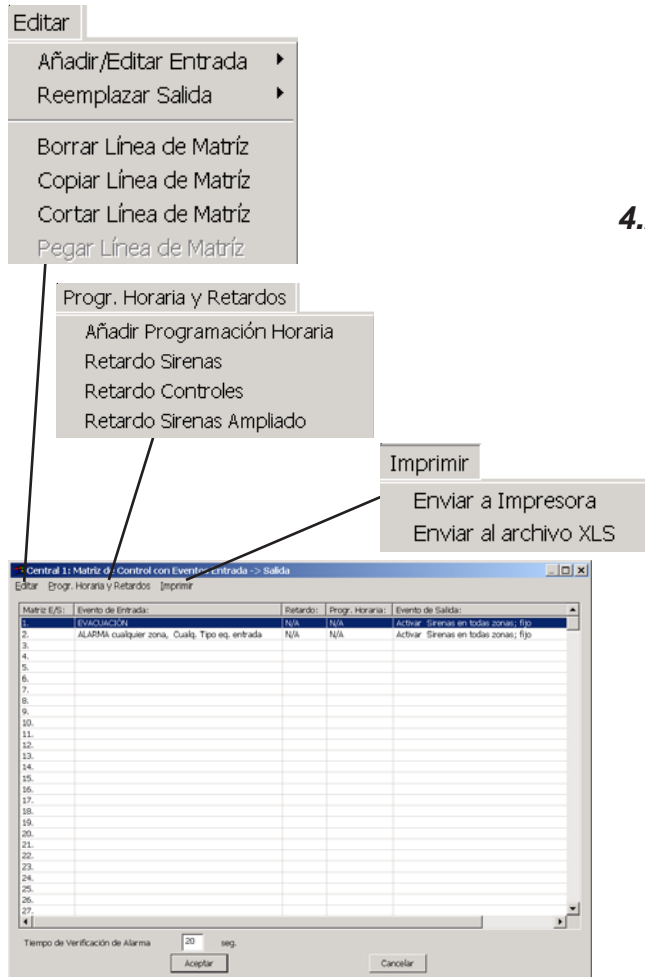 Editar
Añadir/Editar Entrada
Reemplazar Salida
Borrar Línea de Matríz
Copiar Línea de Matríz
Cortar Línea de Matríz
Pegar Línea de Matríz
4.
Progr. Horaria y Retardos
Añadir Programación Horaria
Retardo Sirenas
Retardo Controles
Retardo Sirenas Ampliado
Imprimir
Enviar a Impresora
Enviar al archivo XLS
Central 1: Matriz de Control con Eventos Entrada -> Salida
Editar Progr. Horaria y Retardos Imprimir
Matriz E/S: Evento de Entrada: Retardo: Progr. Horaria: Evento de Salida:
1. EVACUACIÓN N/A N/A Activar Sirenas en todas zonas; fijo
2. ALARMA cualquier zona, Cualq. Tipo eq. entrada N/A N/A Activar Sirenas en todas zonas; fijo
3.
4.
5.
6.
7.
8.
9.
10.
11.
12.
13.
14.
15.
16.
17.
18.
19.
20.
21.
22.
23.
24.
25.
26.
27.
Tiempo de Verificación de Alarma 20 seg.
Aceptar Cancelar